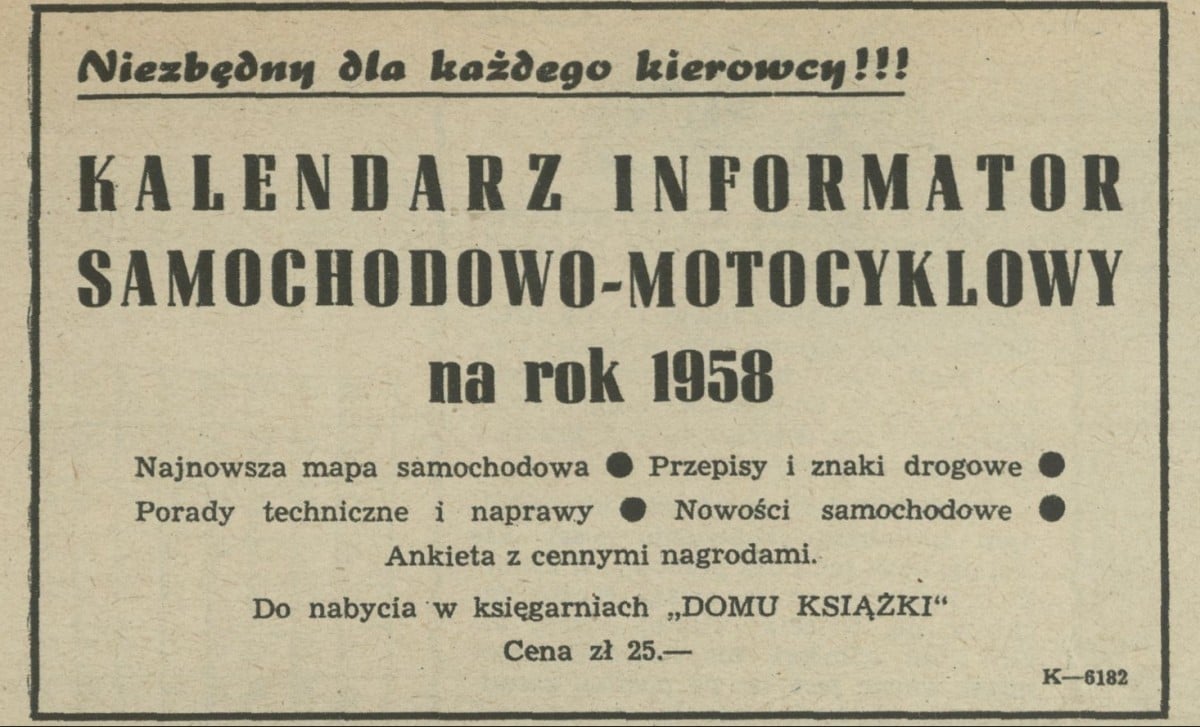 Niezbędny dla każdego kierowcy!!!
KALENDARZ INFORMATOR
SAMOCHODOWO-MOTOCYKLOWY
na rok 1958
Najnowsza mapa samochodowa ● Przepisy i znaki drogowe ●
Porady techniczne i naprawy ● Nowości samochodowe ●
Ankieta z cennymi nagrodami.
Do nabycia w księgarniach „DOMU KSIĄŻKI“
Cena zł 25.—
K—6182